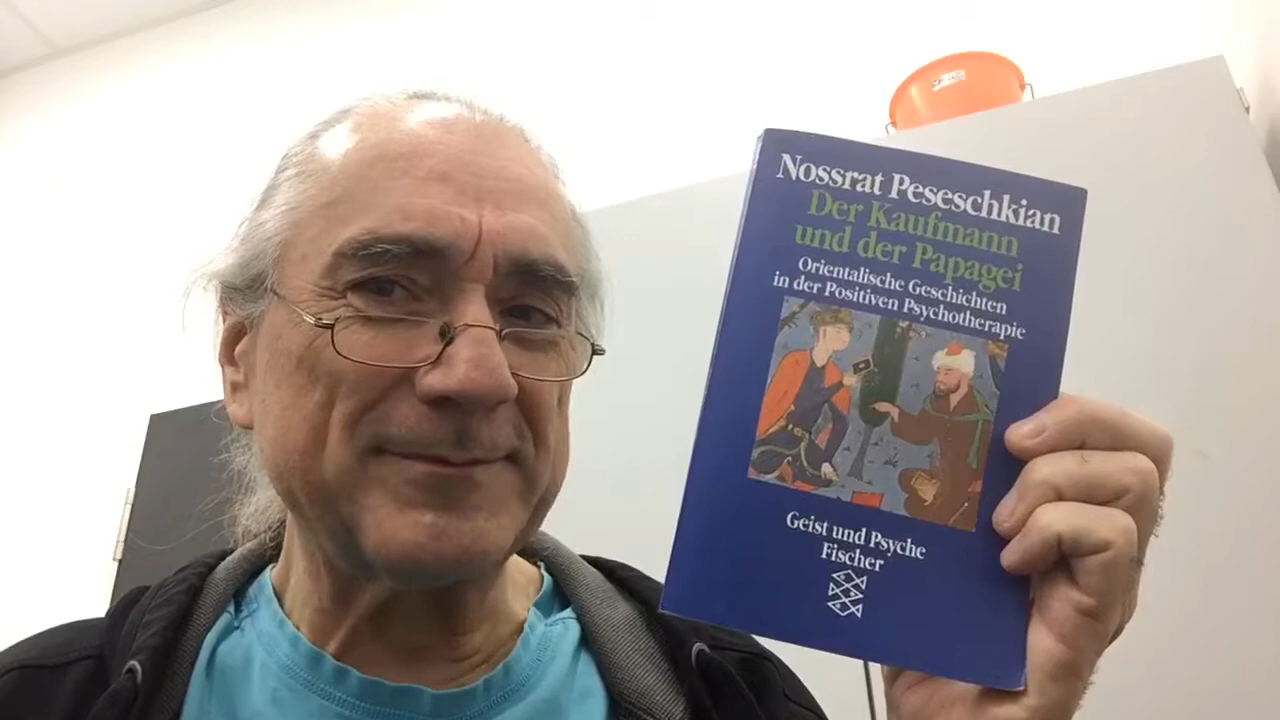 Nossrat Peseschkian
Der Kaufmann
und der Papagei
Orientalische Geschichten
in der Positiven Psychotherapie
Geist und Psyche
Fischer